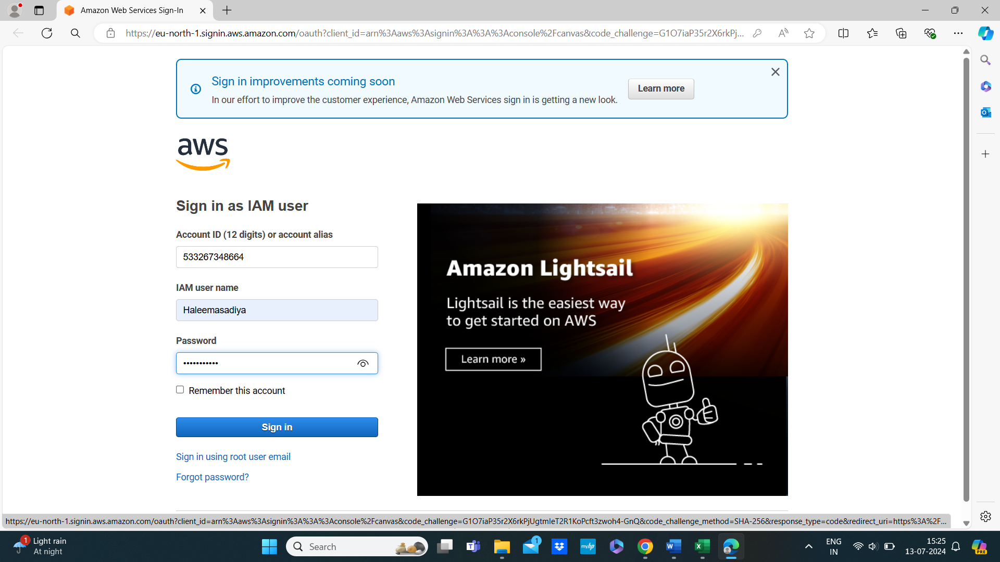 Amazon Web Services Sign-In
https://eu-north-1.signin.aws.amazon.com/oauth?client_id=arn%3Aaws%3Asignin%3A%3A%3Aconsole%2Fcanvas&code_challenge=G1O7iaP35r2X6rkPj...
Sign in improvements coming soon
In our effort to improve the customer experience, Amazon Web Services sign in is getting a new look.
Learn more
aws
Sign in as IAM user
Account ID (12 digits) or account alias
533267348664
IAM user name
Haleemasadiya
Password
•••••••••••
Remember this account
Sign in
Sign in using root user email
Forgot password?
Amazon Lightsail
Lightsail is the easiest way
to get started on AWS
Learn more »
https://eu-north-1.signin.aws.amazon.com/oauth?client_id=arn%3Aaws%3Asignin%3A%3A%3Aconsole%2Fcanvas&code_challenge=G1O7iaP35r2X6rkPjUgtmIeT2R1KoPcft3zwoh4-GnQ&code_challenge_method=SHA-256&response_type=code&redirect_uri=https%3A%2F...
1
Light rain
At night
Search
T
1
myhp
W
X
ENG
IN
15:25
13-07-2024
PRE